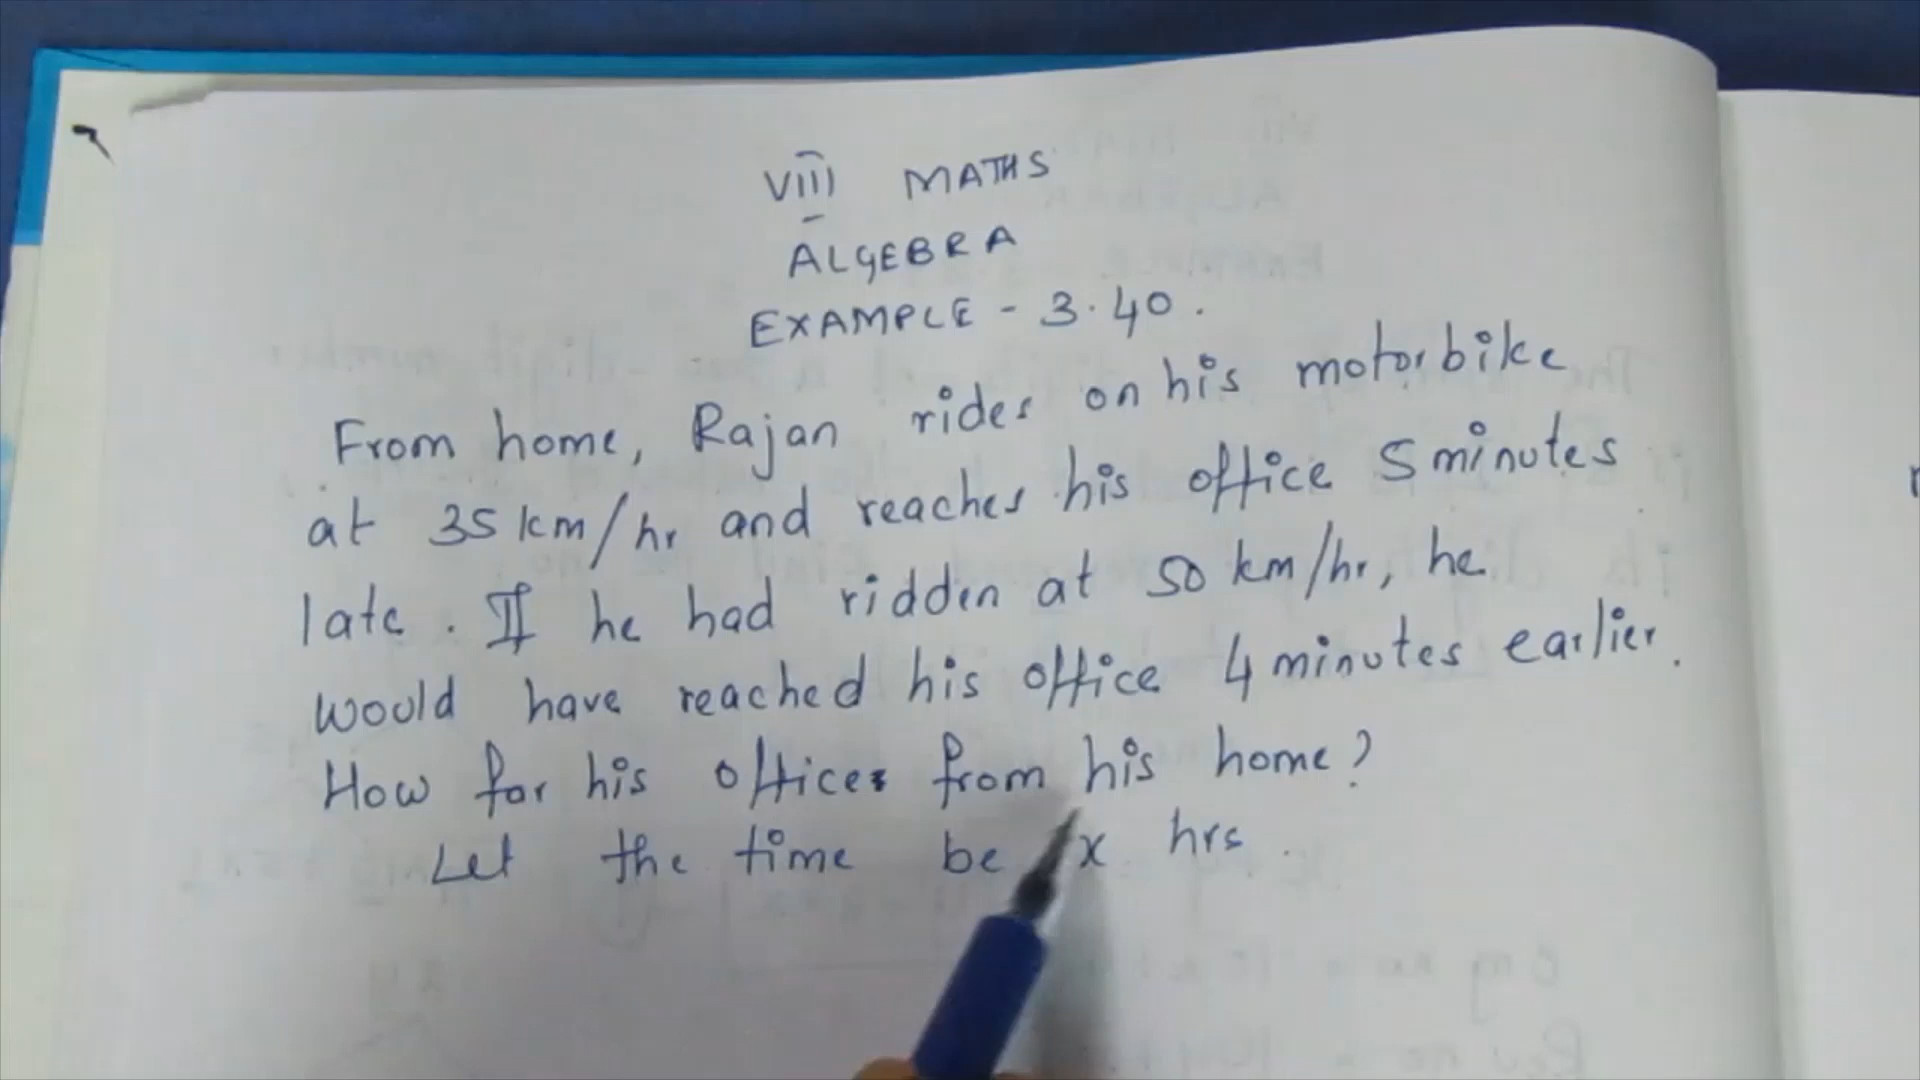 VIII MATHS
ALGEBRA
EXAMPLE - 3.40.
From home, Rajan rides on his motorbike
at 35 km/hr and reaches his office 5 minutes
late. If he had ridden at 50 km/hr, he
would have reached his office 4 minutes earlier.
How far his office from his home?
Let the time be x hrs.